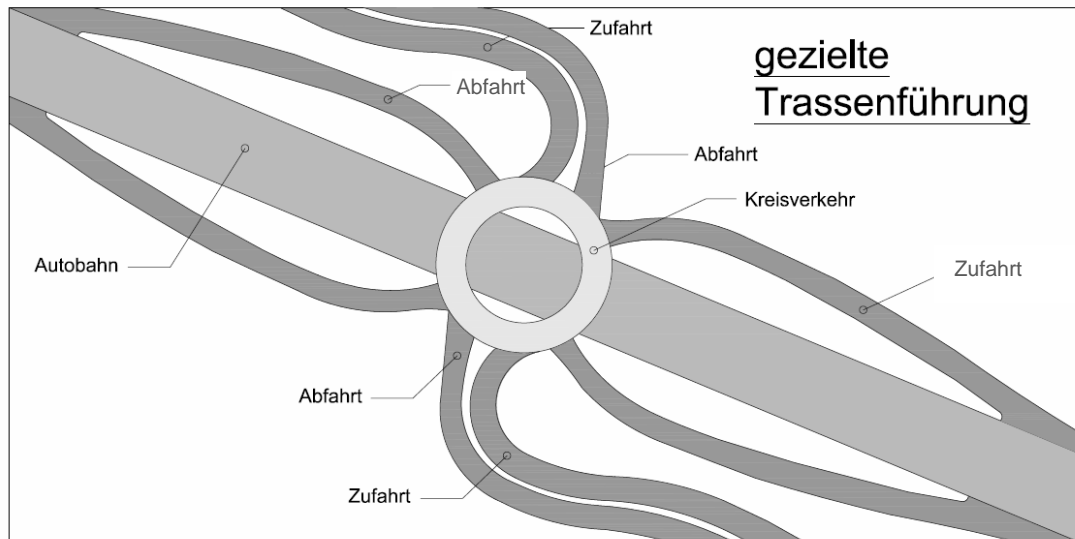 Zufahrt
gezielte
Trassenführung
Abfahrt
Abfahrt
Kreisverkehr
Autobahn
Zufahrt
Abfahrt
Zufahrt